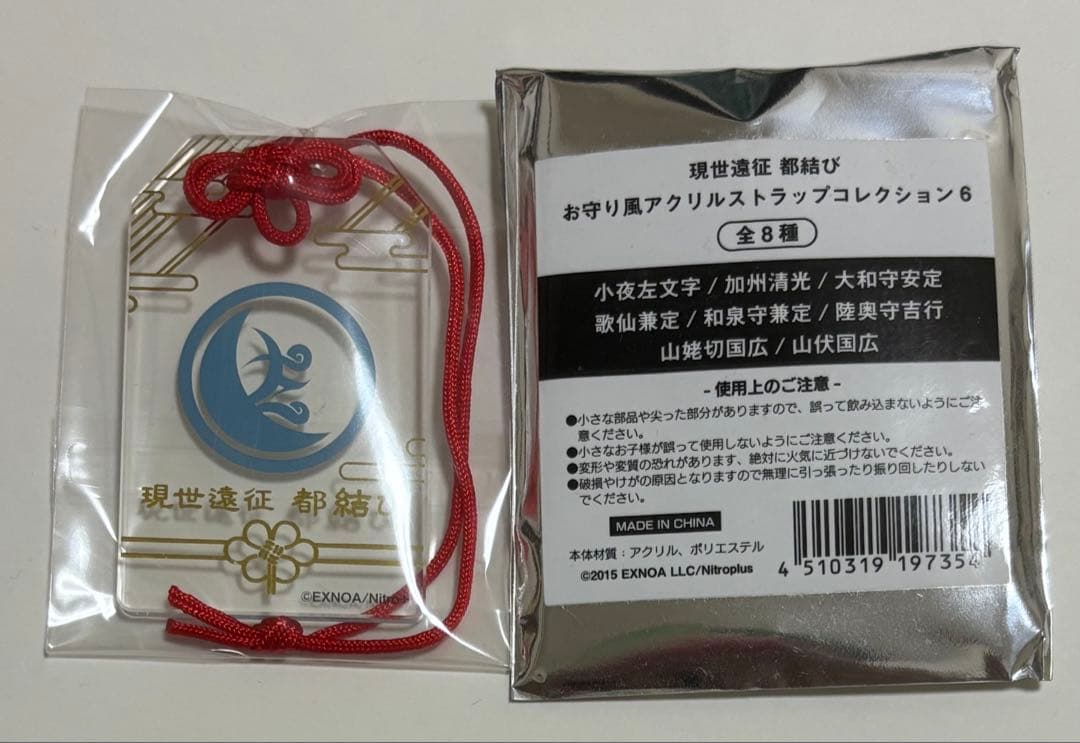 現世遠征 都結び
©EXNOA/Nitropl
現世遠征 都結び
お守り風アクリルストラップコレクション6
全8種
小夜左文字/加州清光/大和守安定
歌仙兼定/和泉守兼定/陸奥守吉行
山姥切国広/山伏国広
-使用上のご注意-
●小さな部品や尖った部分がありますので、誤って飲み込まないようにご注
意ください。
●小さなお子様が誤って使用しないようにご注意ください。
●変形や変質の恐れがあります、絶対に火気に近づけないでください。
●破損やけがの原因となりますので無理に引っ張ったり振り回したりしない
でください。
MADE IN CHINA
本体材質：アクリル、ポリエステル
©2015 EXNOA LLC/Nitroplus
4 510319 197354